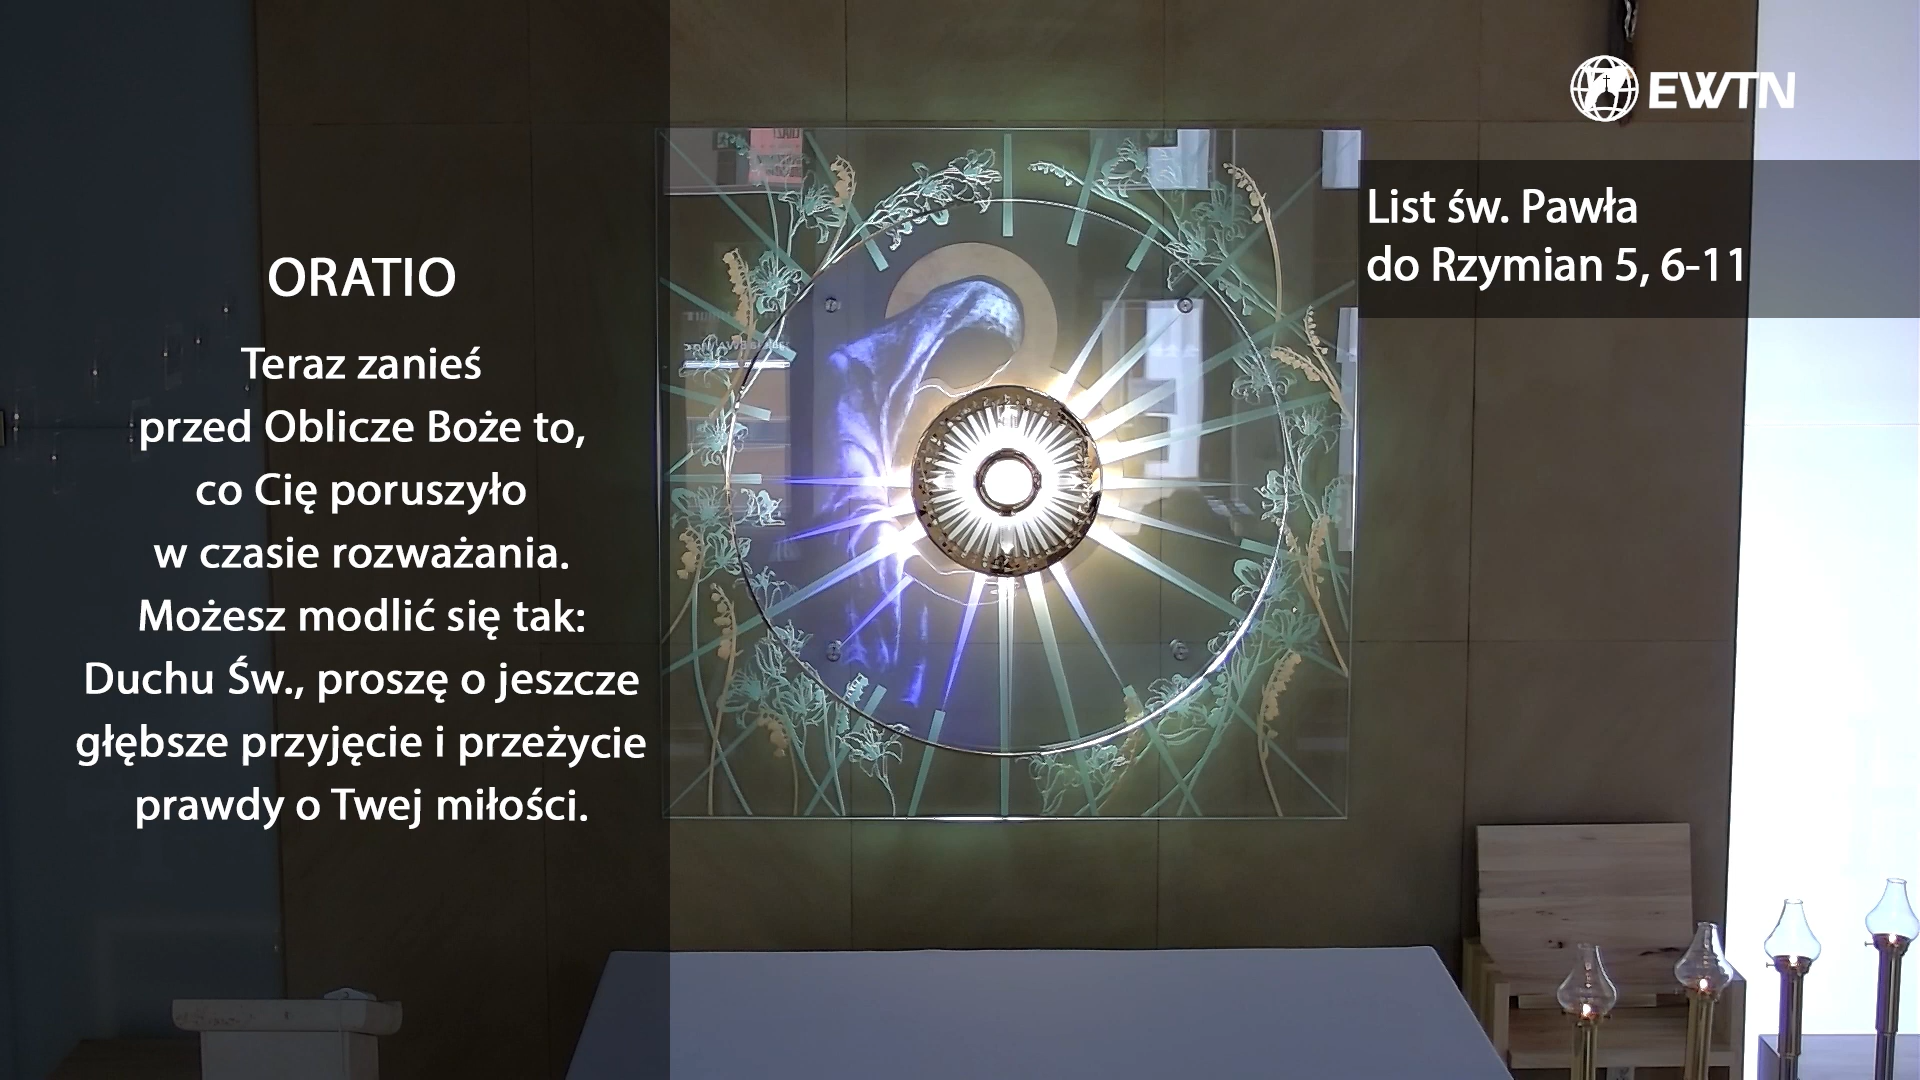 EWTN
List św. Pawła
do Rzymian 5, 6-11
ORATIO
Teraz zanieś
przed Oblicze Boże to,
co Cię poruszyło
w czasie rozważania.
Możesz modlić się tak:
Duchu Św., proszę o jeszcze
głębsze przyjęcie i przeżycie
prawdy o Twej miłości.